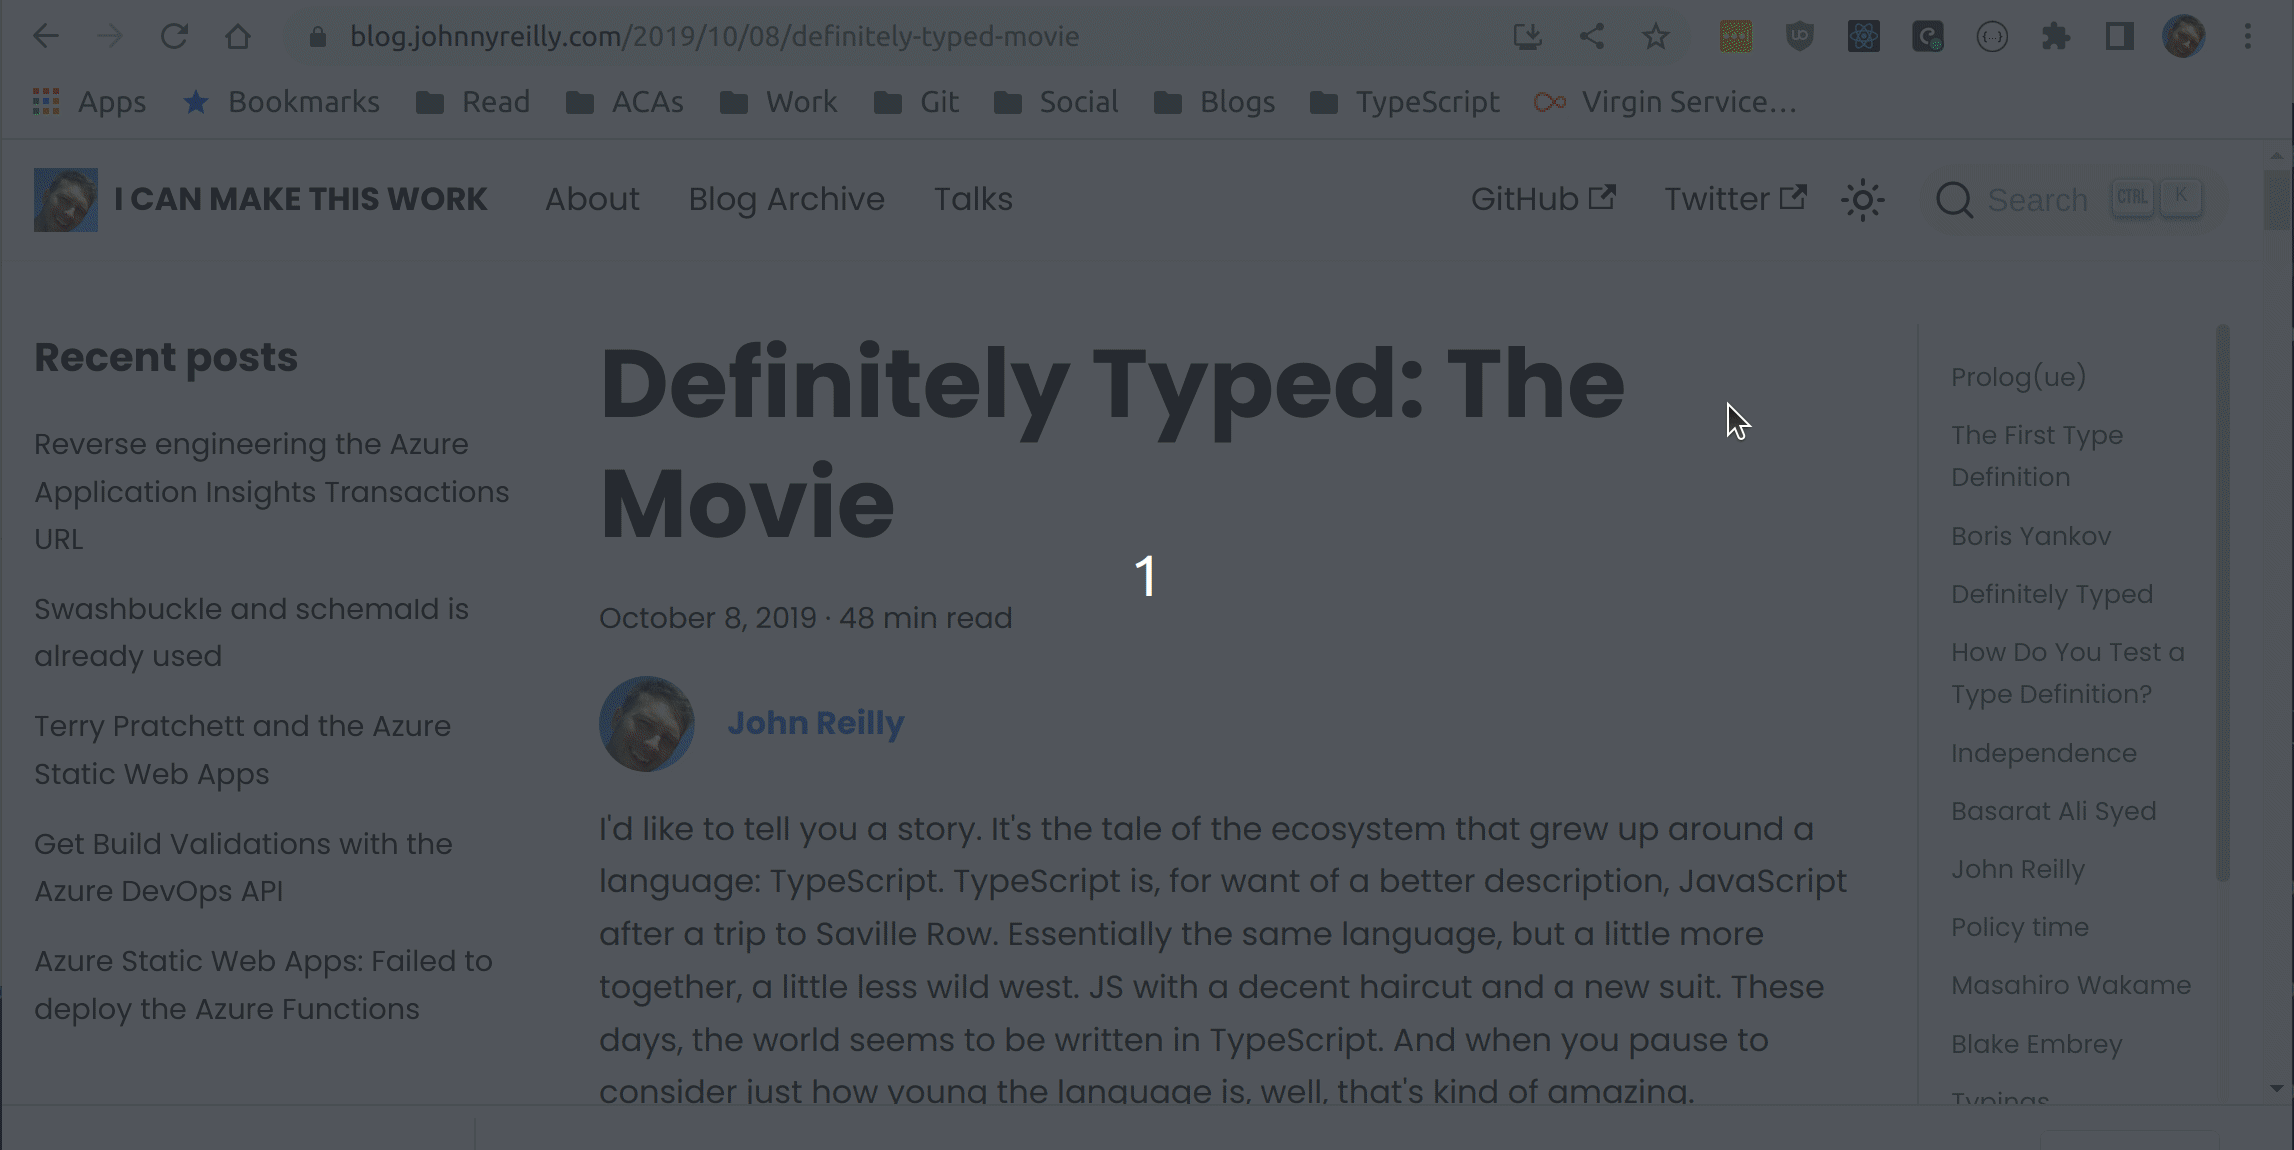 blog.johnnyreilly.com/2019/10/08/definitely-typed-movie
Apps Bookmarks Read ACAs Work Git Social Blogs TypeScript Virgin Service...
I CAN MAKE THIS WORK About Blog Archive Talks GitHub Twitter Search CTRL K
Recent posts
Reverse engineering the Azure
Application Insights Transactions
URL
Swashbuckle and schemaId is
already used
Terry Pratchett and the Azure
Static Web Apps
Get Build Validations with the
Azure DevOps API
Azure Static Web Apps: Failed to
deploy the Azure Functions
Definitely Typed: The
Movie
1
October 8, 2019 · 48 min read
John Reilly
I'd like to tell you a story. It's the tale of the ecosystem that grew up around a
language: TypeScript. TypeScript is, for want of a better description, JavaScript
after a trip to Saville Row. Essentially the same language, but a little more
together, a little less wild west. JS with a decent haircut and a new suit. These
days, the world seems to be written in TypeScript. And when you pause to
consider just how young the language is, well, that's kind of amazing.
Prolog(ue)
The First Type
Definition
Boris Yankov
Definitely Typed
How Do You Test a
Type Definition?
Independence
Basarat Ali Syed
John Reilly
Policy time
Masahiro Wakame
Blake Embrey
Typings